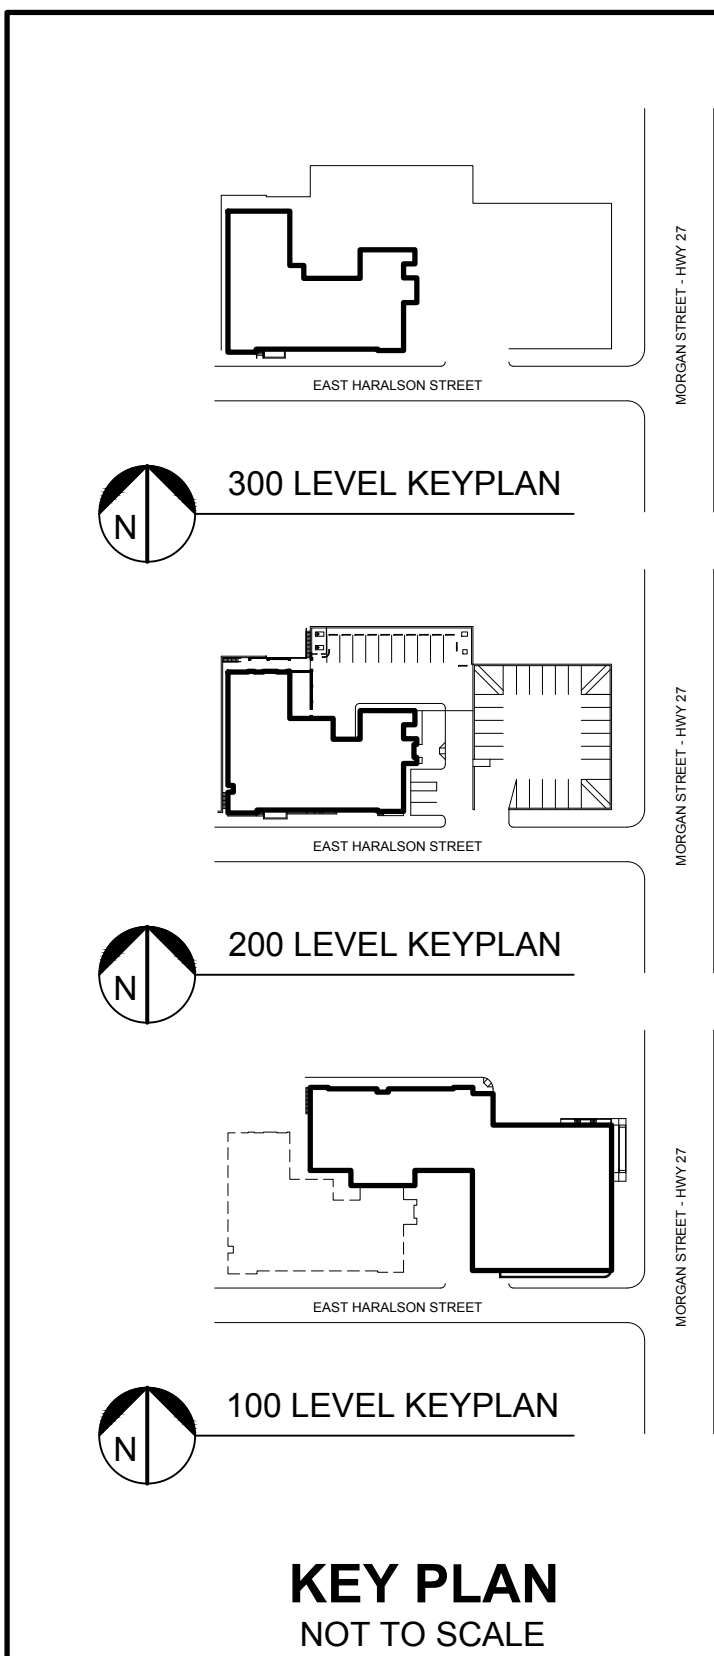 MORGAN STREET - HWY 27
EAST HARALSON STREET
300 LEVEL KEYPLAN
N
MORGAN STREET - HWY 27
EAST HARALSON STREET
200 LEVEL KEYPLAN
N
MORGAN STREET - HWY 27
EAST HARALSON STREET
100 LEVEL KEYPLAN
N
KEY PLAN
NOT TO SCALE